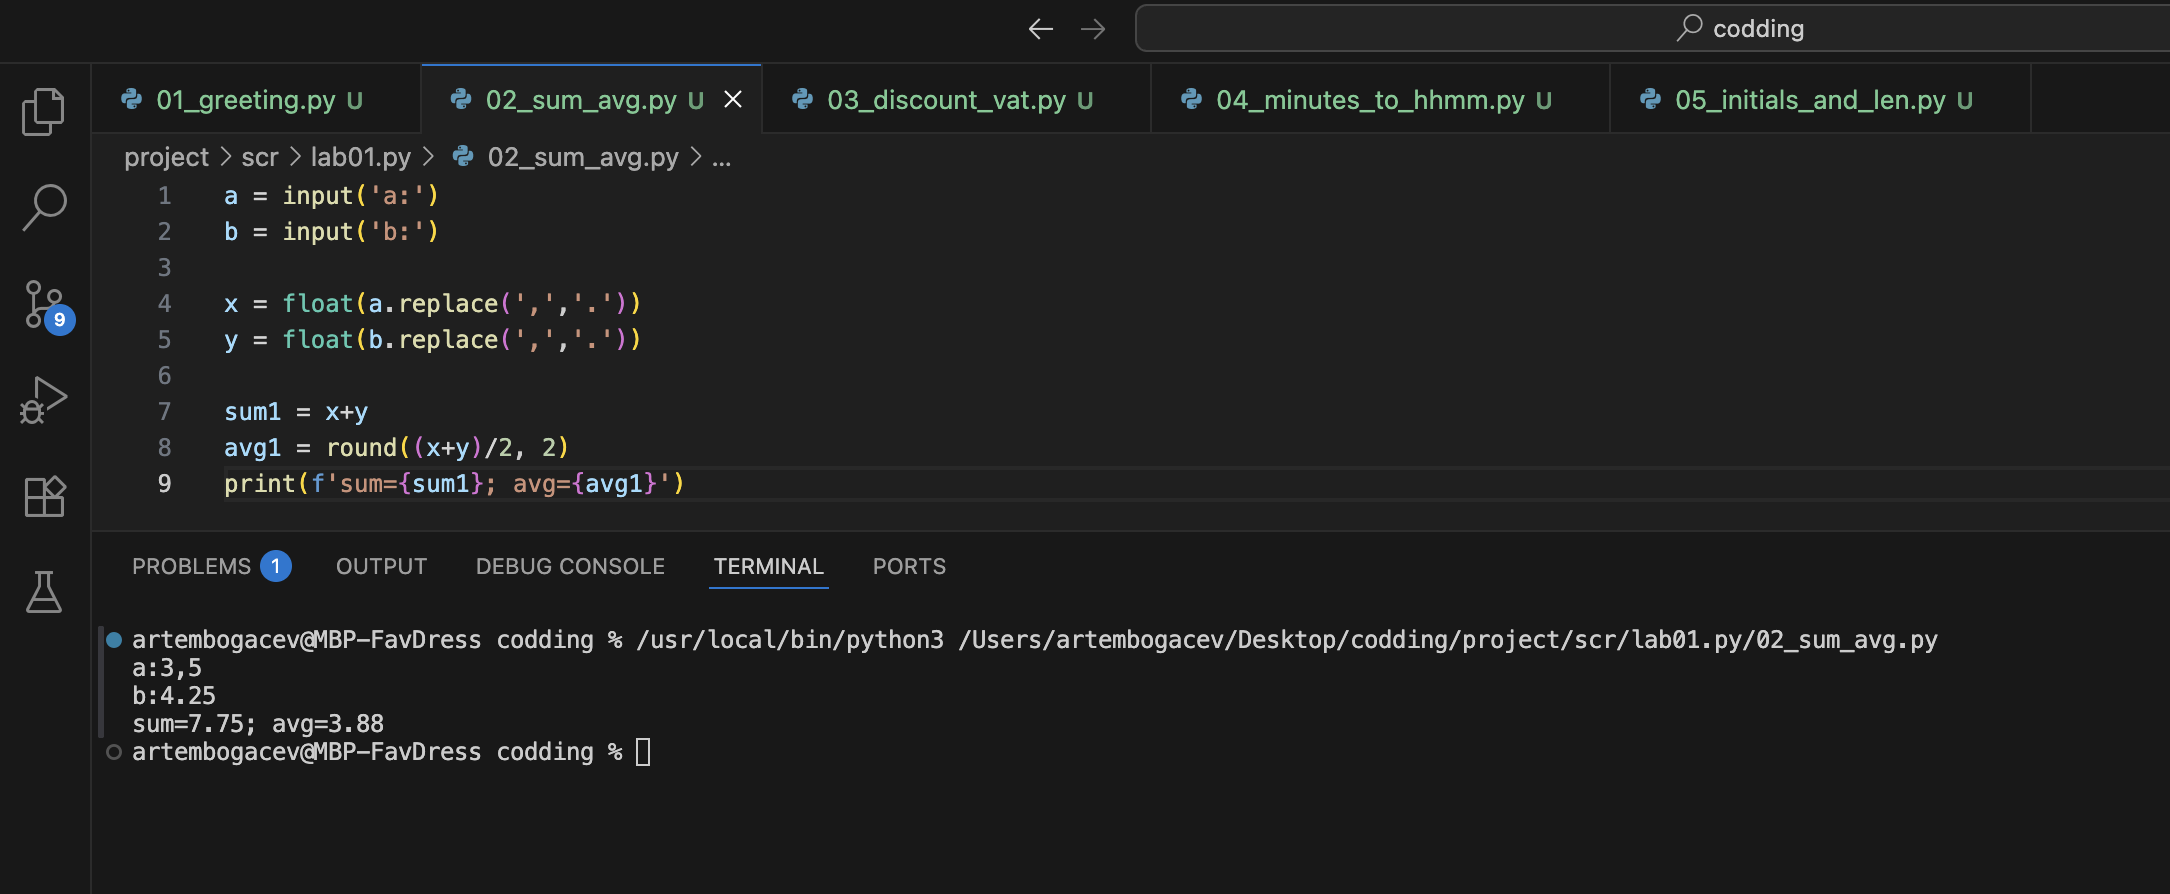 codding
01_greeting.py U
02_sum_avg.py U
03_discount_vat.py U
04_minutes_to_hhmm.py U
05_initials_and_len.py U
project > scr > lab01.py > 02_sum_avg.py > ...
1 a = input('a:')
2 b = input('b:')
3
4 x = float(a.replace(',','.'))
5 y = float(b.replace(',','.'))
6
7 sum1 = x+y
8 avg1 = round((x+y)/2, 2)
9 print(f'sum={sum1}; avg={avg1}')
9
PROBLEMS 1 OUTPUT DEBUG CONSOLE TERMINAL PORTS
artembogacev@MBP-FavDress codding % /usr/local/bin/python3 /Users/artembogacev/Desktop/codding/project/scr/lab01.py/02_sum_avg.py
a:3,5
b:4.25
sum=7.75; avg=3.88
artembogacev@MBP-FavDress codding %